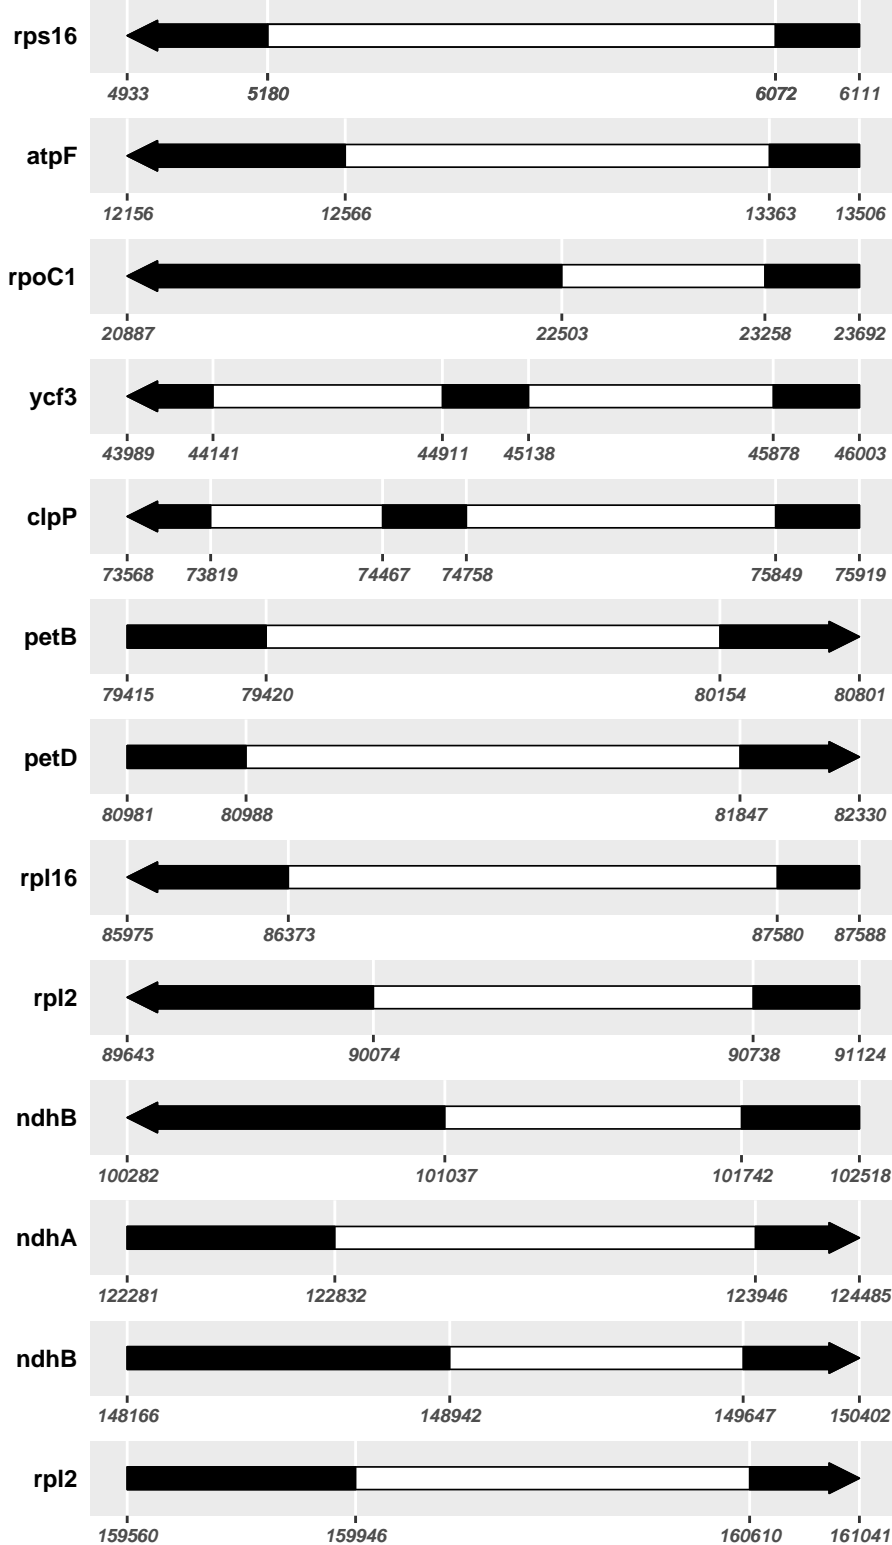 rps16
4933 5180 6072 6111
atpF
12156 12566 13363 13506
rpoC1
20887 22503 23258 23692
ycf3
43989 44141 44911 45138 45878 46003
clpP
73568 73819 74467 74758 75849 75919
petB
79415 79420 80154 80801
petD
80981 80988 81847 82330
rpl16
85975 86373 87580 87588
rpl2
89643 90074 90738 91124
ndhB
100282 101037 101742 102518
ndhA
122281 122832 123946 124485
ndhB
148166 148942 149647 150402
rpl2
159560 159946 160610 161041